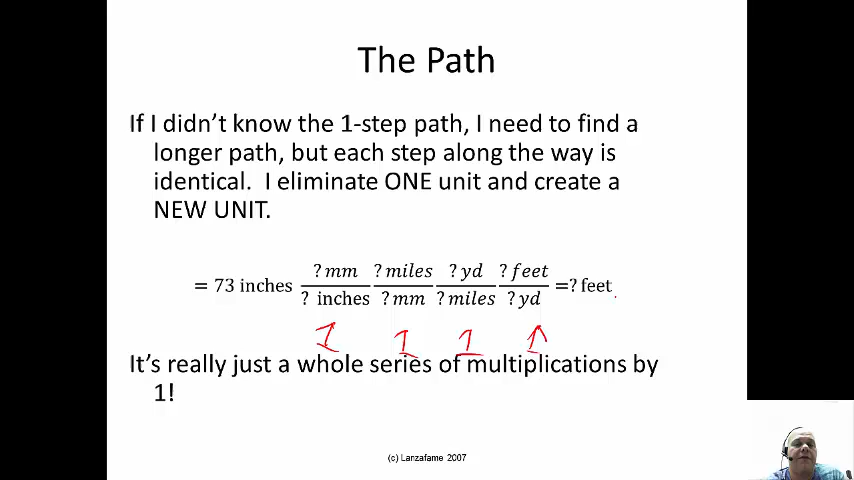 The Path
If I didn't know the 1-step path, I need to find a
longer path, but each step along the way is
identical. I eliminate ONE unit and create a
NEW UNIT.
= 73 inches ? mm / ? inches ? miles / ? mm ? yd / ? miles ? feet / ? yd =? feet
1 1 1 1
It's really just a whole series of multiplications by
1!
(c) Lanzafame 2007